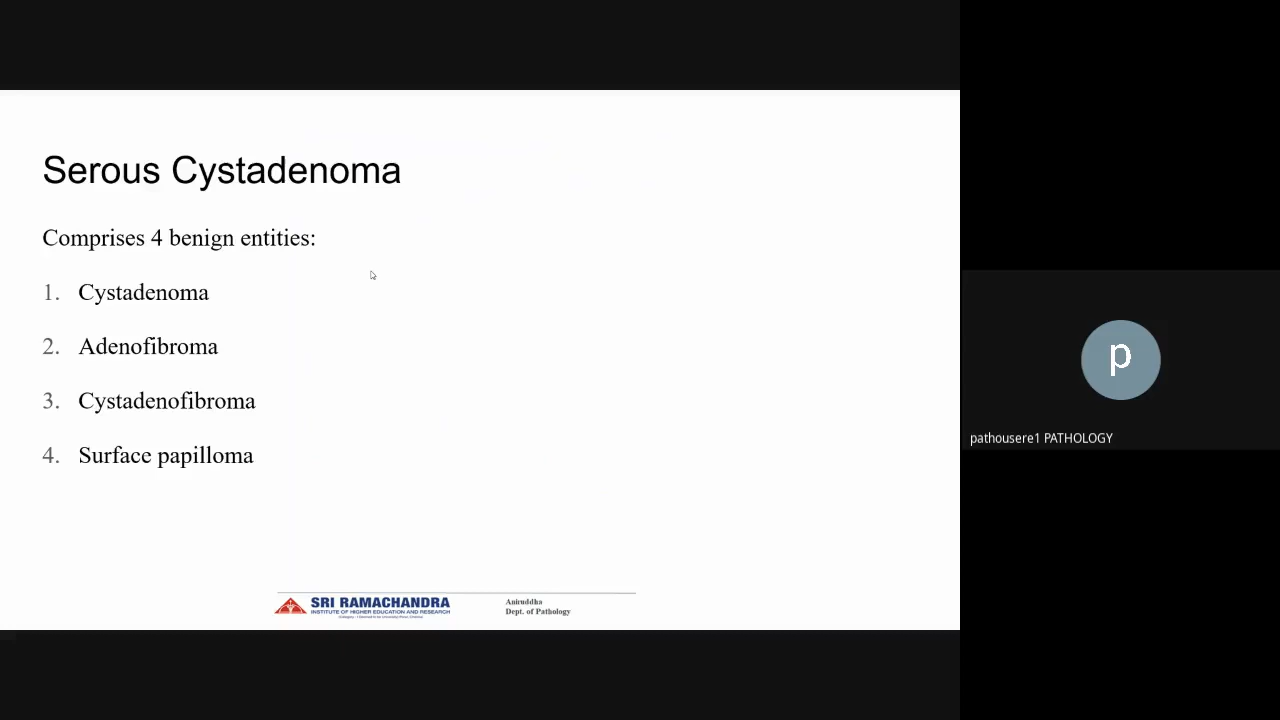 Serous Cystadenoma
Comprises 4 benign entities:
1. Cystadenoma
2. Adenofibroma
3. Cystadenofibroma
4. Surface papilloma
SRI RAMACHANDRA
INSTITUTE OF HIGHER EDUCATION AND RESEARCH
Aniruddha
Dept. of Pathology
p
pathousere1 PATHOLOGY